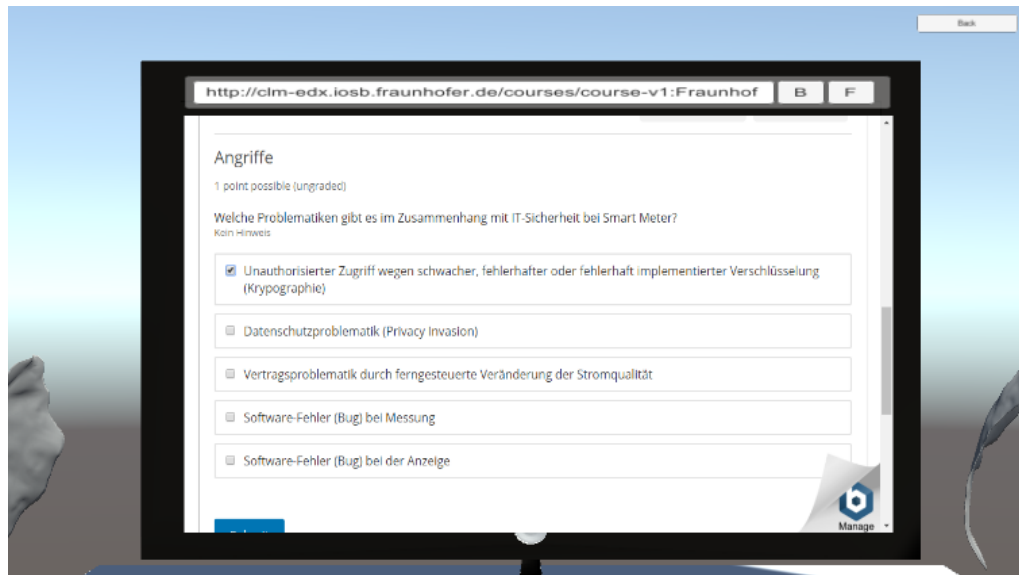 Back
http://clm-edx.iosb.fraunhofer.de/courses/course-v1:Fraunhof
B
F
Angriffe
1 point possible (ungraded)
Welche Problematiken gibt es im Zusammenhang mit IT-Sicherheit bei Smart Meter?
Kein Hinweis
Unauthorisierter Zugriff wegen schwacher, fehlerhafter oder fehlerhaft implementierter Verschlüsselung
(Krypographie)
Datenschutzproblematik (Privacy Invasion)
Vertragsproblematik durch ferngesteuerte Veränderung der Stromqualität
Software-Fehler (Bug) bei Messung
Software-Fehler (Bug) bei der Anzeige
Manage